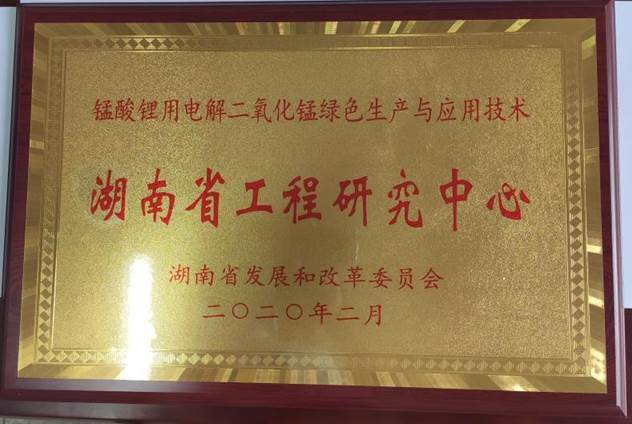 锰酸锂用电解二氧化锰绿色生产与应用技术
湖南省工程研究中心
湖南省发展和改革委员会
二〇二〇年二月